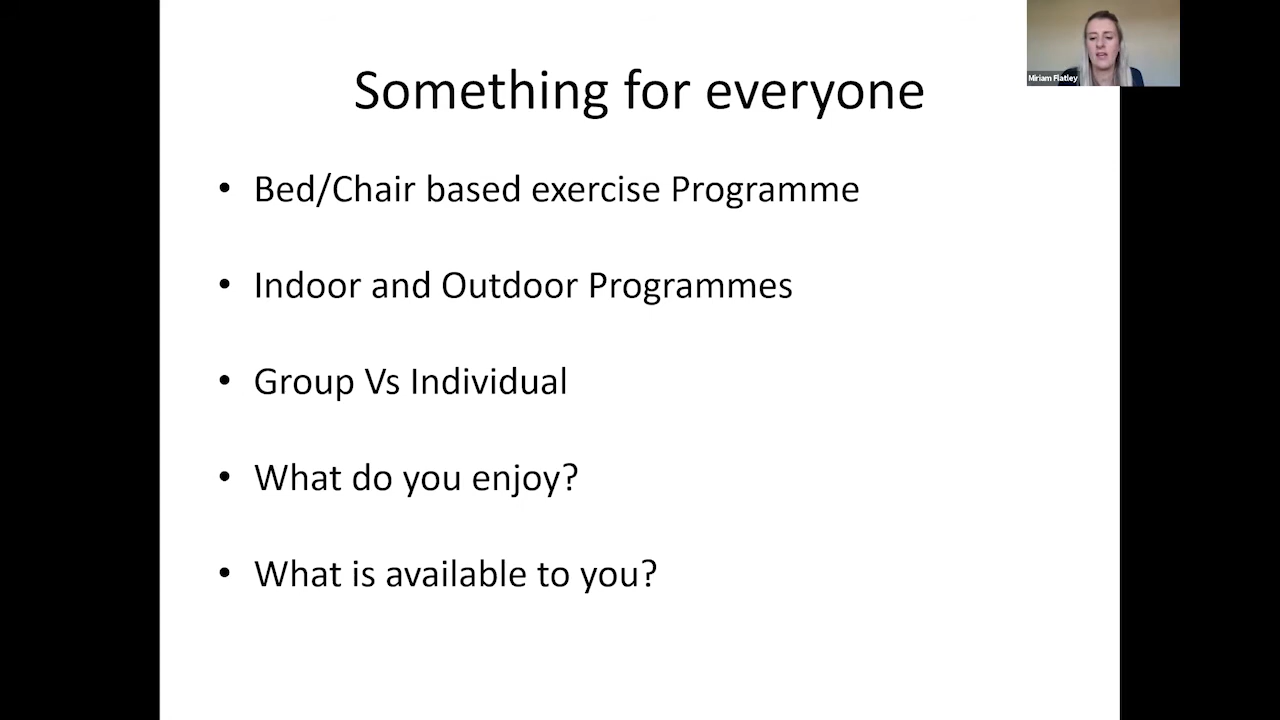 Miriam Flatley
Something for everyone
• Bed/Chair based exercise Programme
• Indoor and Outdoor Programmes
• Group Vs Individual
• What do you enjoy?
• What is available to you?